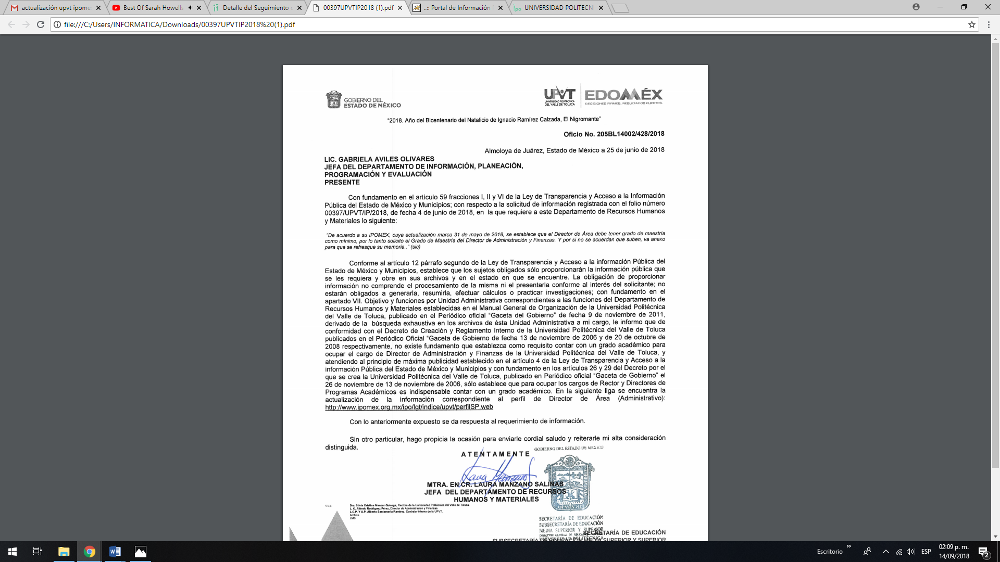 actualización upvt ipome
Best Of Sarah Howells
Detalle del Seguimiento d
00397UPVTIP2018 (1).pdf
..:: Portal de Información
UNIVERSIDAD POLITECN
file:///C:/Users/INFORMATICA/Downloads/00397UPVTIP2018%20(1).pdf
GOBIERNO DEL
ESTADO DE MÉXICO
UPVT
UNIVERSIDAD POLITÉCNICA
DEL VALLE DE TOLUCA
EDOMÉX
DECISIONES FIRMES, RESULTADOS FUERTES.
“2018. Año del Bicentenario del Natalicio de Ignacio Ramírez Calzada, El Nigromante”
Oficio No. 205BL14002/428/2018
Almoloya de Juárez, Estado de México a 25 de junio de 2018
LIC. GABRIELA AVILES OLIVARES
JEFA DEL DEPARTAMENTO DE INFORMACIÓN, PLANEACIÓN,
PROGRAMACIÓN Y EVALUACIÓN
PRESENTE
Con fundamento en el artículo 59 fracciones I, II y VI de la Ley de Transparencia y Acceso a la Información
Pública del Estado de México y Municipios; con respecto a la solicitud de información registrada con el folio número
00397/UPVT/IP/2018, de fecha 4 de junio de 2018, en la que requiere a este Departamento de Recursos Humanos
y Materiales lo siguiente:
“De acuerdo a su IPOMEX, cuya actualización marca 31 de mayo de 2018, se establece que el Director de Área debe tener grado de maestría
como mínimo, por lo tanto solicito el Grado de Maestría del Director de Administración y Finanzas. Y por si no se acuerdan que suben, va anexo
para que se refresque su memoria..” (sic)
Conforme al artículo 12 párrafo segundo de la Ley de Transparencia y Acceso a la información Pública del
Estado de México y Municipios, establece que los sujetos obligados sólo proporcionarán la información pública que
se les requiera y obre en sus archivos y en el estado en que se encuentre. La obligación de proporcionar
información no comprende el procesamiento de la misma ni el presentarla conforme al interés del solicitante; no
estarán obligados a generarla, resumirla, efectuar cálculos o practicar investigaciones; con fundamento en el
apartado VII. Objetivo y funciones por Unidad Administrativa correspondientes a las funciones del Departamento de
Recursos Humanos y Materiales establecidas en el Manual General de Organización de la Universidad Politécnica
del Valle de Toluca, publicado en el Periódico oficial “Gaceta del Gobierno” de fecha 9 de noviembre de 2011,
derivado de la búsqueda exhaustiva en los archivos de ésta Unidad Administrativa a mi cargo, le informo que de
conformidad con el Decreto de Creación y Reglamento Interno de la Universidad Politécnica del Valle de Toluca
publicados en el Periódico Oficial “Gaceta de Gobierno de fecha 13 de noviembre de 2006 y de 20 de octubre de
2008 respectivamente, no existe fundamento que establezca como requisito contar con un grado académico para
ocupar el cargo de Director de Administración y Finanzas de la Universidad Politécnica del Valle de Toluca, y
atendiendo al principio de máxima publicidad establecido en el artículo 4 de la Ley de Transparencia y Acceso a la
información Pública del Estado de México y Municipios y con fundamento en los artículos 26 y 29 del Decreto por el
que se crea la Universidad Politécnica del Valle de Toluca, publicado en Periódico oficial “Gaceta de Gobierno” el
26 de noviembre de 13 de noviembre de 2006, sólo establece que para ocupar los cargos de Rector y Directores de
Programas Académicos es indispensable contar con un grado académico. En la siguiente liga se encuentra la
actualización de la información correspondiente al perfil de Director de Área (Administrativo):
http://www.ipomex.org.mx/ipo/lgt/indice/upvt/perfilSP.web
Con lo anteriormente expuesto se da respuesta al requerimiento de información.
Sin otro particular, hago propicia la ocasión para enviarle cordial saludo y reiterarle mi alta consideración
distinguida.
GOBIERNO DEL ESTADO DE MÉXICO
A T E N T A M E N T E
Laura Manzano S
MTRA. EN CR. LAURA MANZANO SALINAS
JEFA DEL DEPARTAMENTO DE RECURSOS
HUMANOS Y MATERIALES
c.c.p. Dra. Silvia Cristina Manzur Quiroga, Rectora de la Universidad Politécnica del Valle de Toluca.
L. C. Alfredo Rodríguez Pérez, Director de Administración y Finanzas.
L.C.P. Y A.P. Alberto Santamaría Ramírez, Contralor interno de la UPVT.
Archivo
LMS
SECRETARÍA DE EDUCACIÓN
SUBSECRETARÍA DE EDUCACIÓN
MEDIA SUPERIOR Y SUPERIOR
UNIVERSIDAD POLITÉCNICA
SECRETARÍA DE EDUCACIÓN
SUBSECRETARÍA DE EDUCACIÓN MEDIA SUPERIOR Y SUPERIOR
Escritorio
ESP
02:09 p. m.
14/09/2018
2